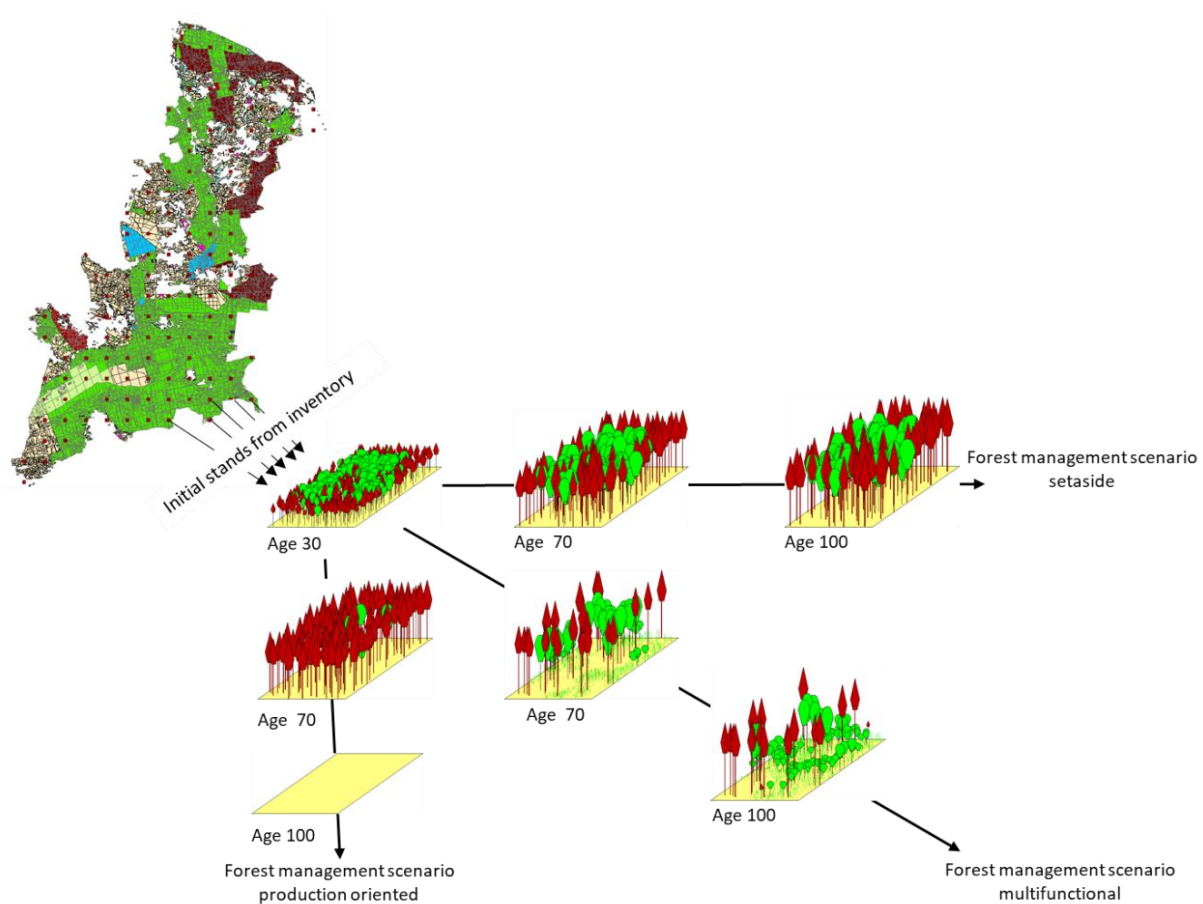 Initial stands from inventory
Age 30
Age 70
Age 100
Forest management scenario
setaside
Age 70
Age 70
Age 100
Age 100
Forest management scenario
production oriented
Forest management scenario
multifunctional